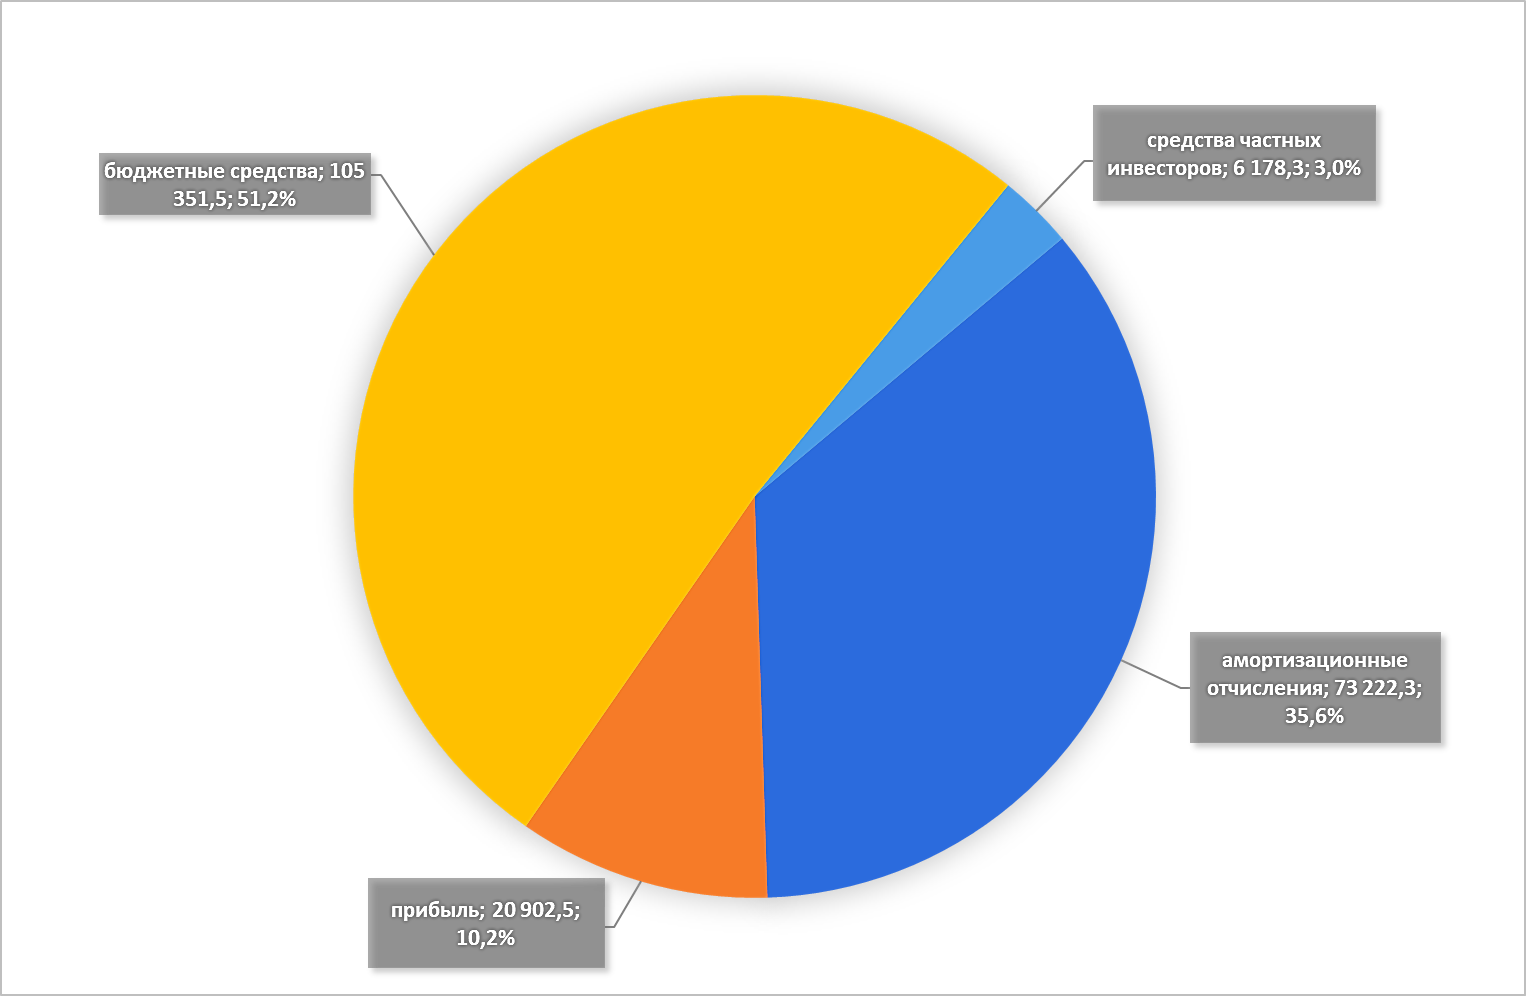 средства частных
инвесторов; 6 178,3; 3,0%
бюджетные средства; 105
351,5; 51,2%
амортизационные
отчисления; 73 222,3;
35,6%
прибыль; 20 902,5;
10,2%